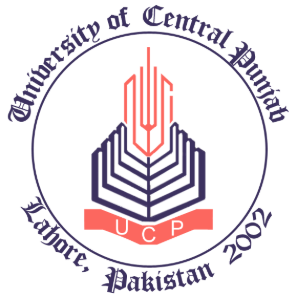 University of Central Punjab
UCP
Lahore, Pakistan 2002